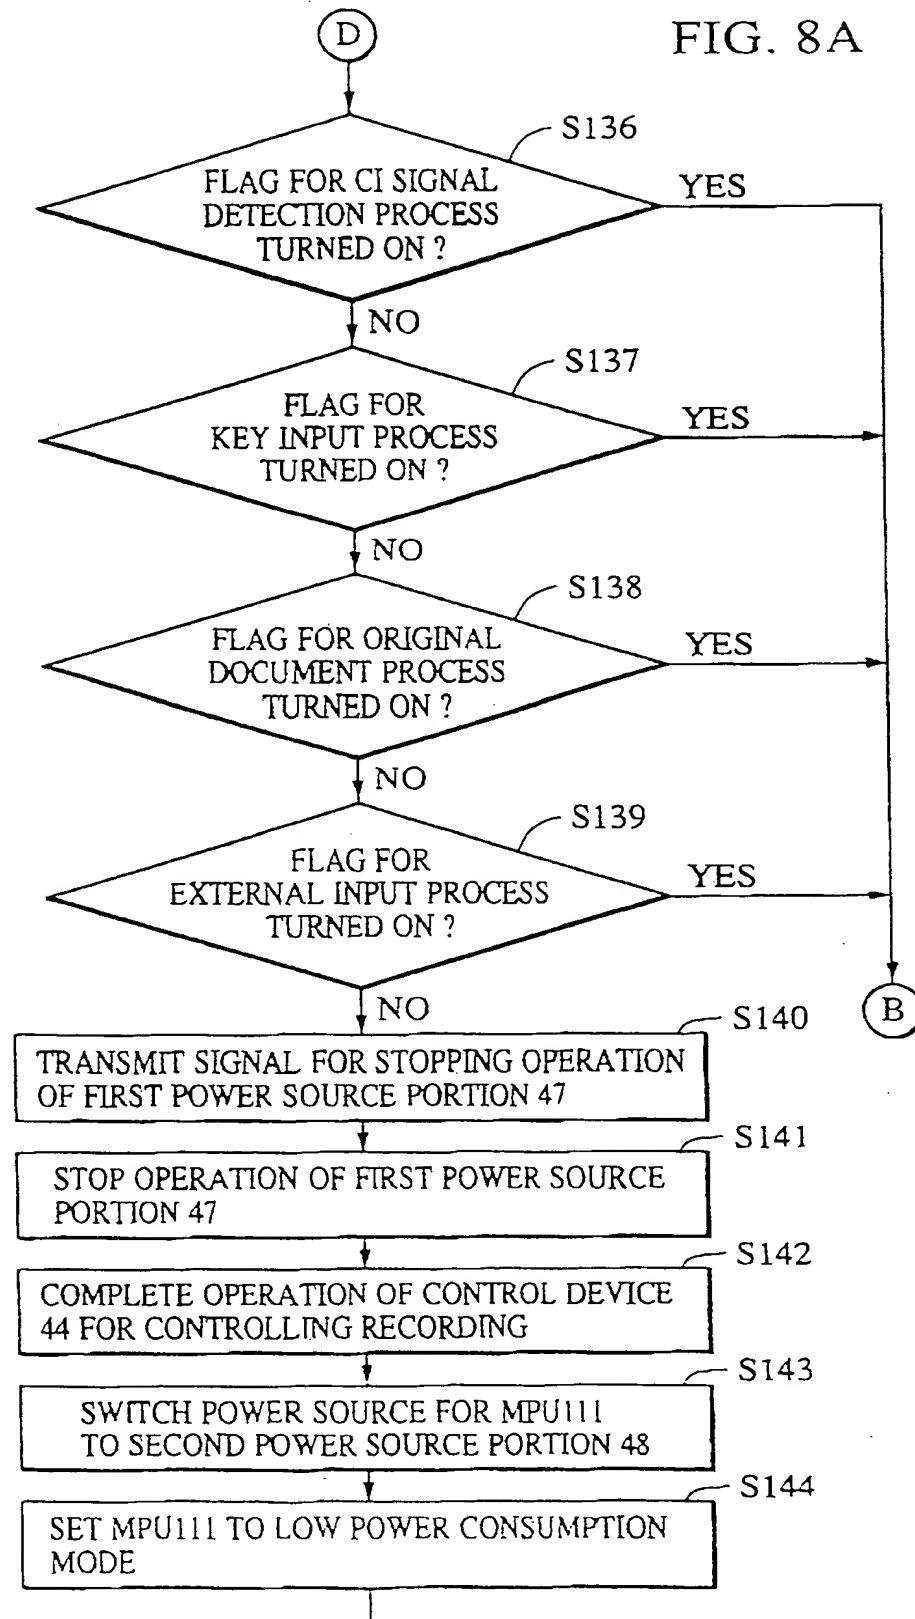 D
FIG. 8A
S136
FLAG FOR CI SIGNAL
DETECTION PROCESS
TURNED ON ?
YES
NO
S137
FLAG FOR
KEY INPUT PROCESS
TURNED ON ?
YES
NO
S138
FLAG FOR ORIGINAL
DOCUMENT PROCESS
TURNED ON ?
YES
NO
S139
FLAG FOR
EXTERNAL INPUT PROCESS
TURNED ON ?
YES
B
NO
S140
TRANSMIT SIGNAL FOR STOPPING OPERATION
OF FIRST POWER SOURCE PORTION 47
S141
STOP OPERATION OF FIRST POWER SOURCE
PORTION 47
S142
COMPLETE OPERATION OF CONTROL DEVICE
44 FOR CONTROLLING RECORDING
S143
SWITCH POWER SOURCE FOR MPU111
TO SECOND POWER SOURCE PORTION 48
S144
SET MPU111 TO LOW POWER CONSUMPTION
MODE